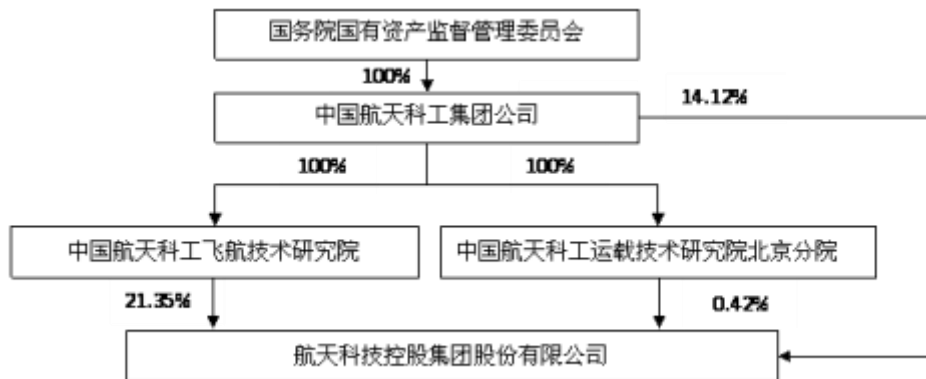 国务院国有资产监督管理委员会
100%
14.12%
中国航天科工集团公司
100%
100%
中国航天科工飞航技术研究院
中国航天科工运载技术研究院北京分院
21.35%
0.42%
航天科技控股集团股份有限公司